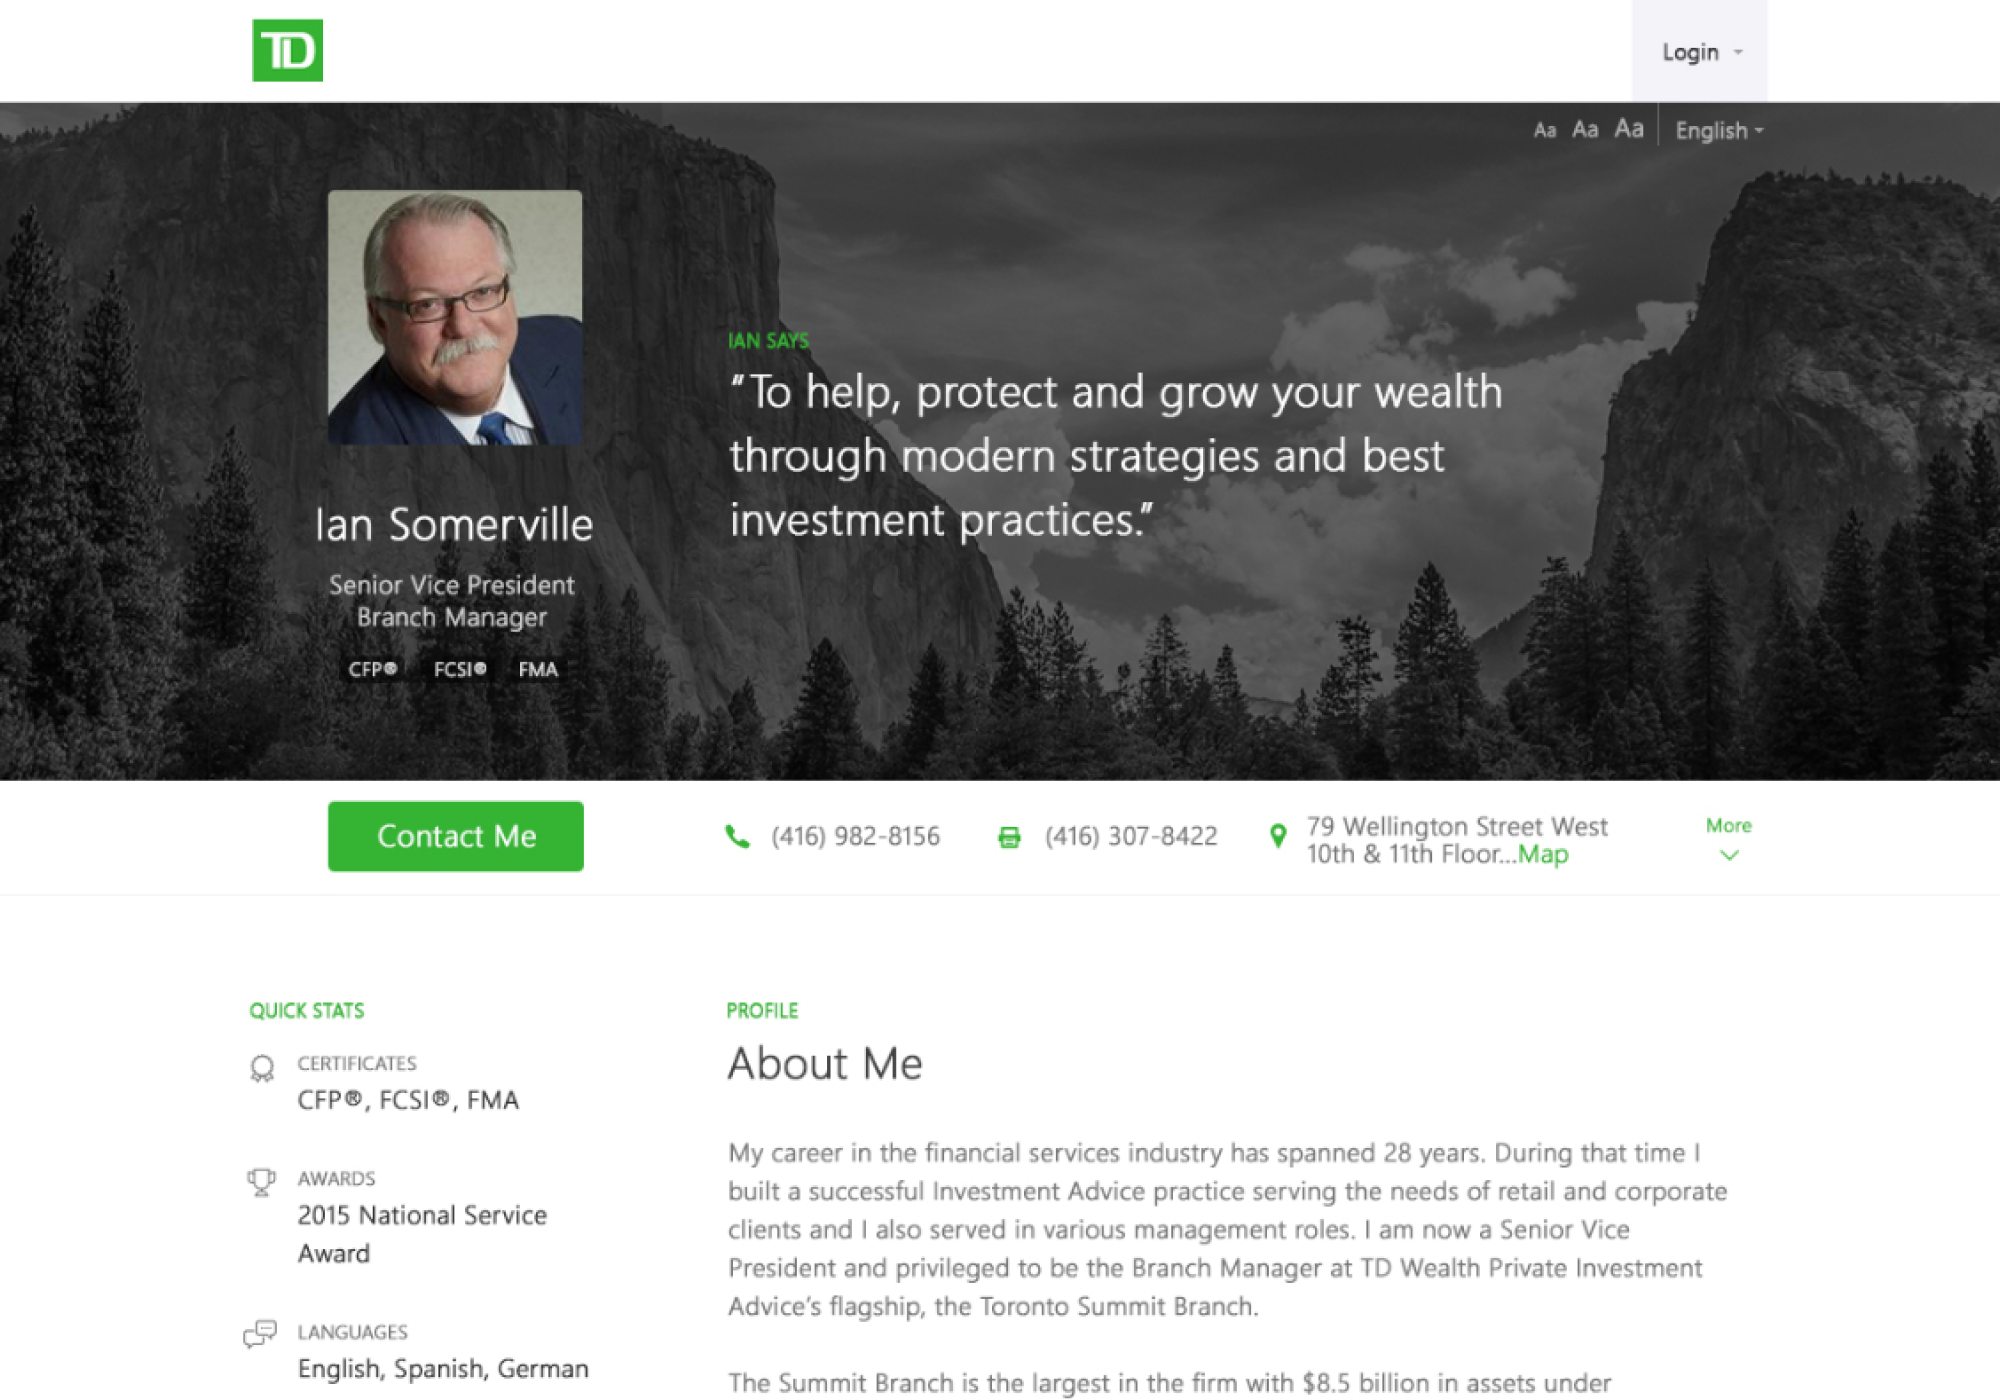 TD
Login
Aa Aa Aa English
IAN SAYS
"To help, protect and grow your wealth
through modern strategies and best
investment practices."
Ian Somerville
Senior Vice President
Branch Manager
CFP® FCSI® FMA
Contact Me
(416) 982-8156
(416) 307-8422
79 Wellington Street West
10th & 11th Floor...Map
More
QUICK STATS
CERTIFICATES
CFP®, FCSI®, FMA
AWARDS
2015 National Service
Award
LANGUAGES
English, Spanish, German
PROFILE
About Me
My career in the financial services industry has spanned 28 years. During that time I
built a successful Investment Advice practice serving the needs of retail and corporate
clients and I also served in various management roles. I am now a Senior Vice
President and privileged to be the Branch Manager at TD Wealth Private Investment
Advice's flagship, the Toronto Summit Branch.
The Summit Branch is the largest in the firm with $8.5 billion in assets under